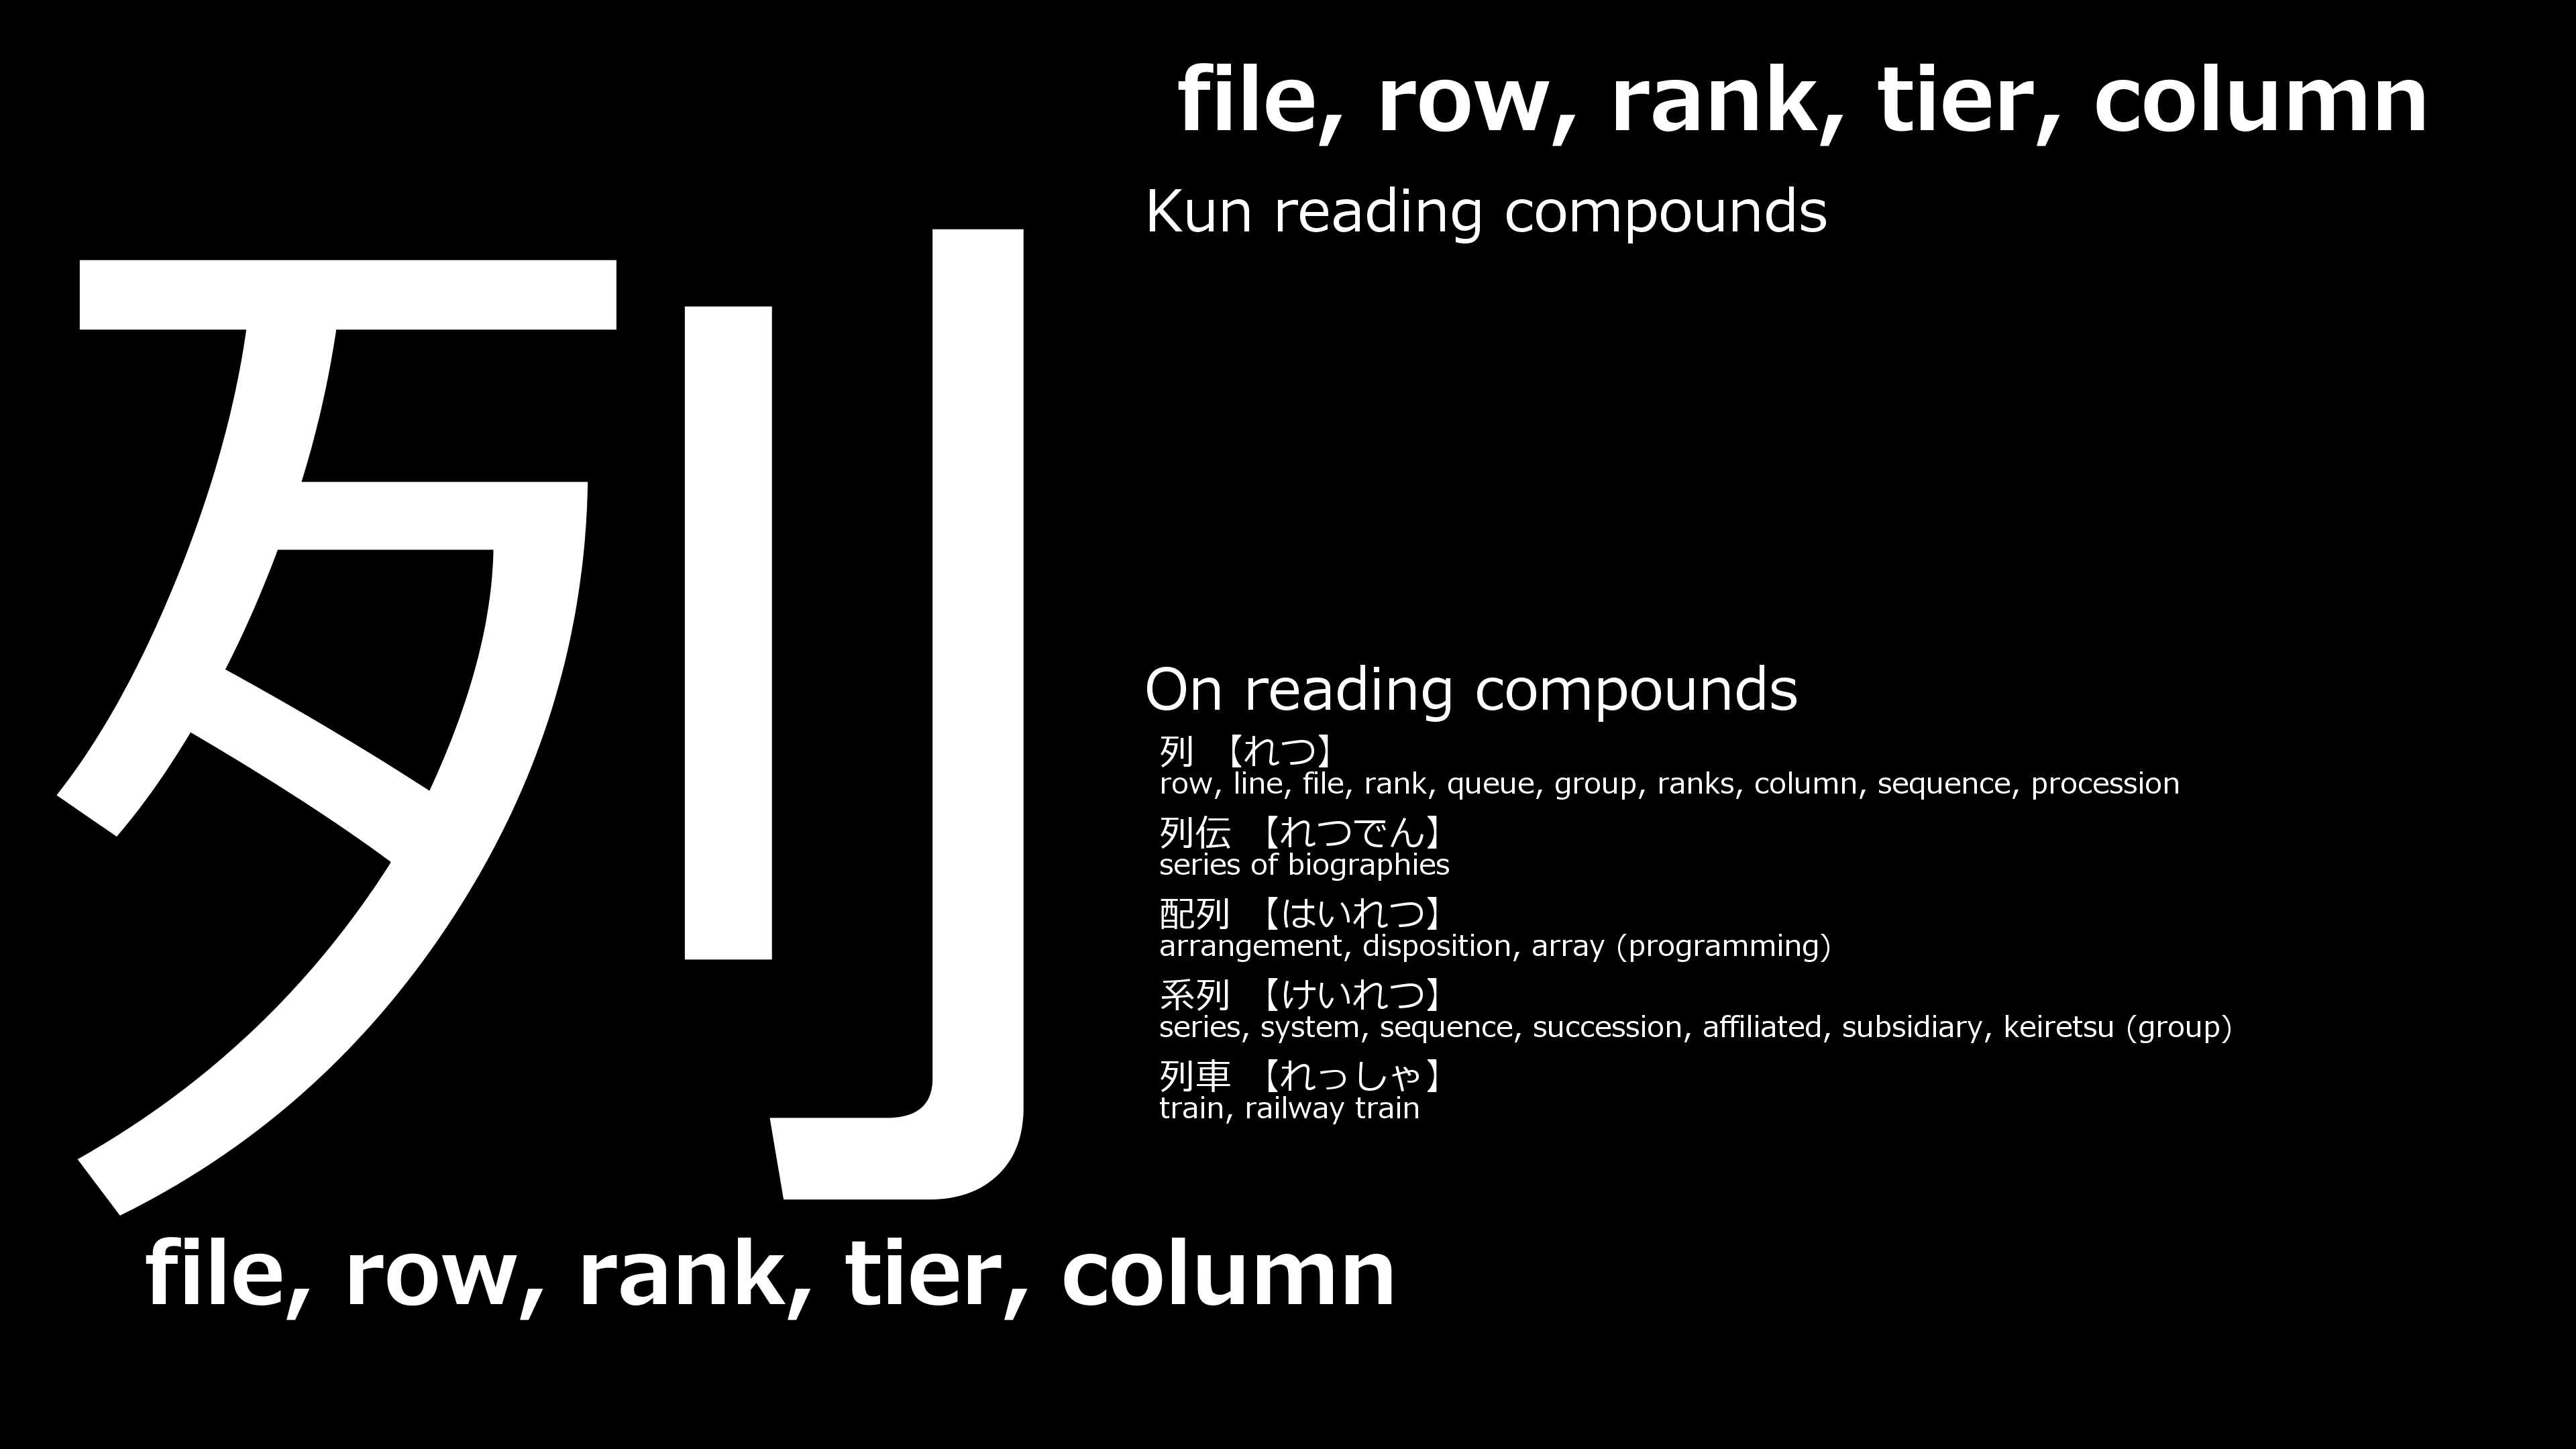 列
file, row, rank, tier, column
file, row, rank, tier, column
Kun reading compounds
On reading compounds
列 【れつ】
row, line, file, rank, queue, group, ranks, column, sequence, procession
列伝 【れつでん】
series of biographies
配列 【はいれつ】
arrangement, disposition, array (programming)
系列 【けいれつ】
series, system, sequence, succession, affiliated, subsidiary, keiretsu (group)
列車 【れっしゃ】
train, railway train